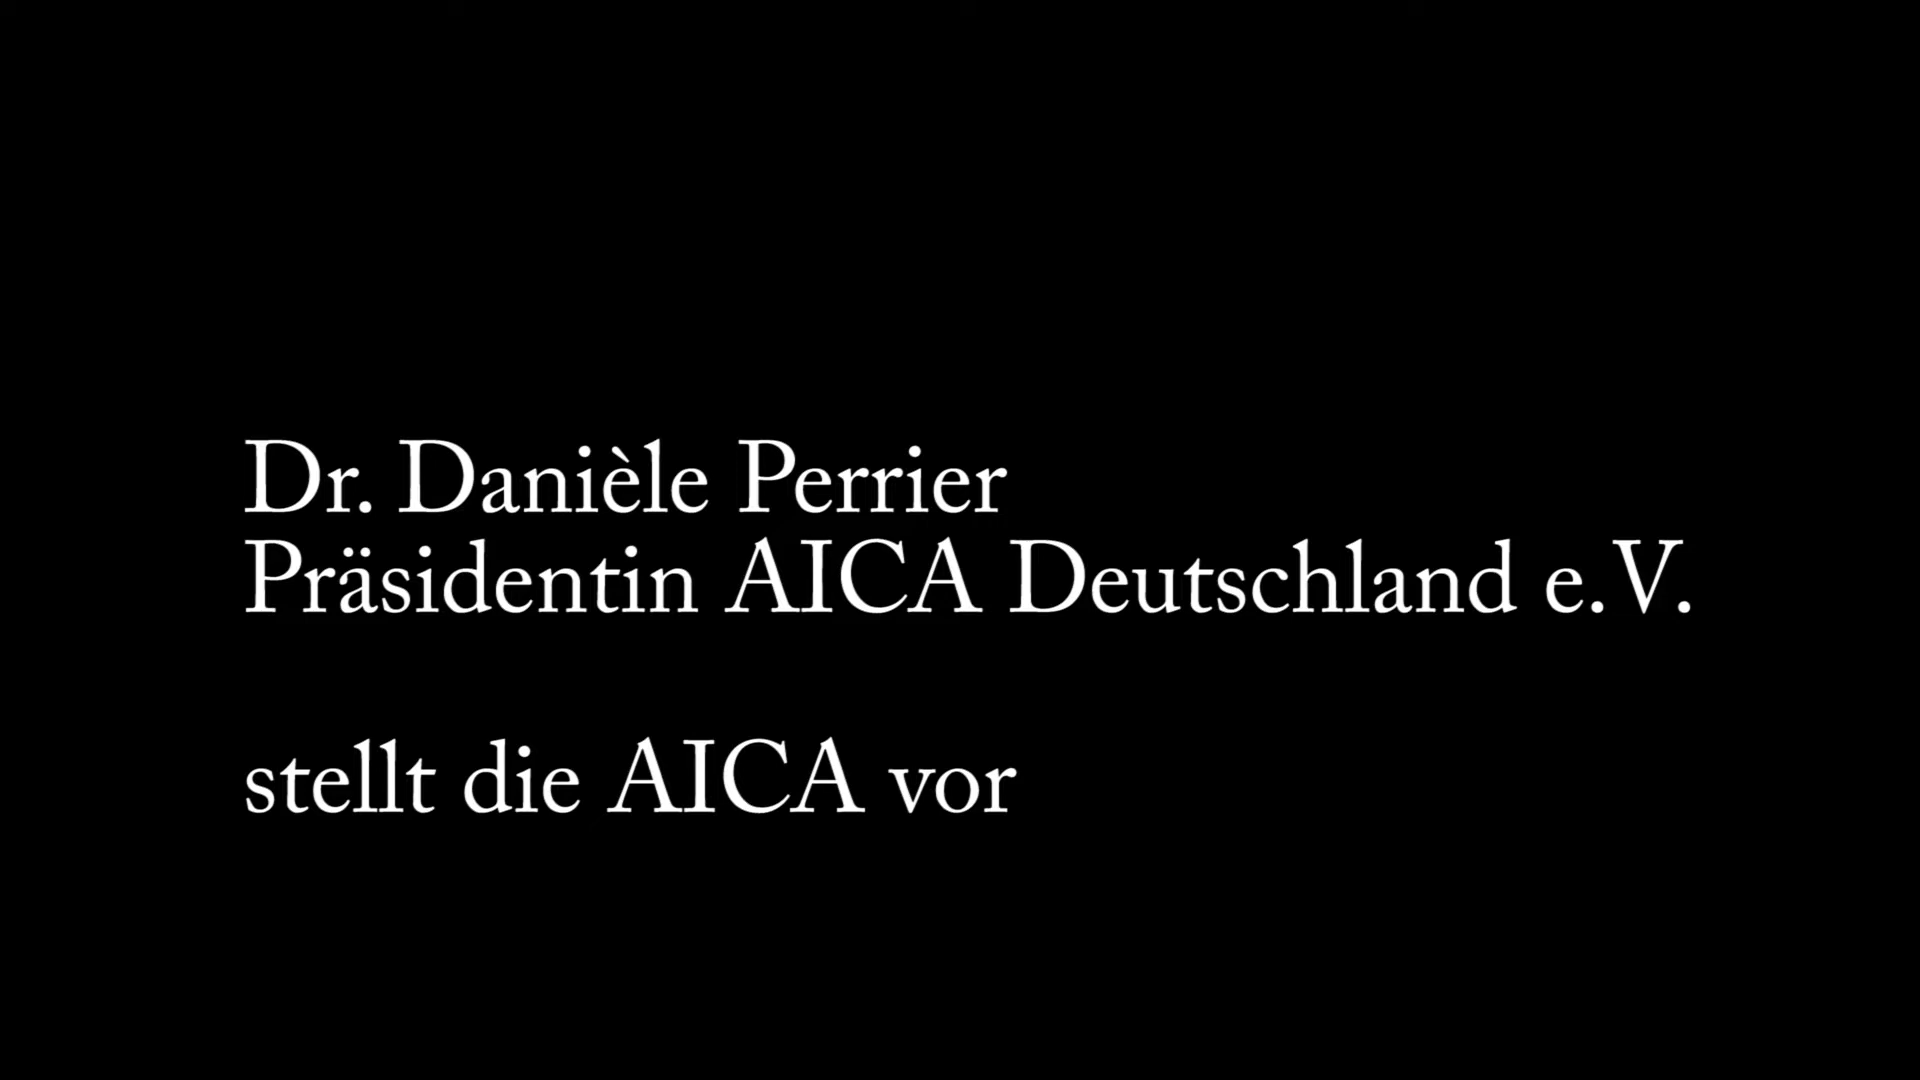 Dr. Danièle Perrier
Präsidentin AICA Deutschland e.V.
stellt die AICA vor